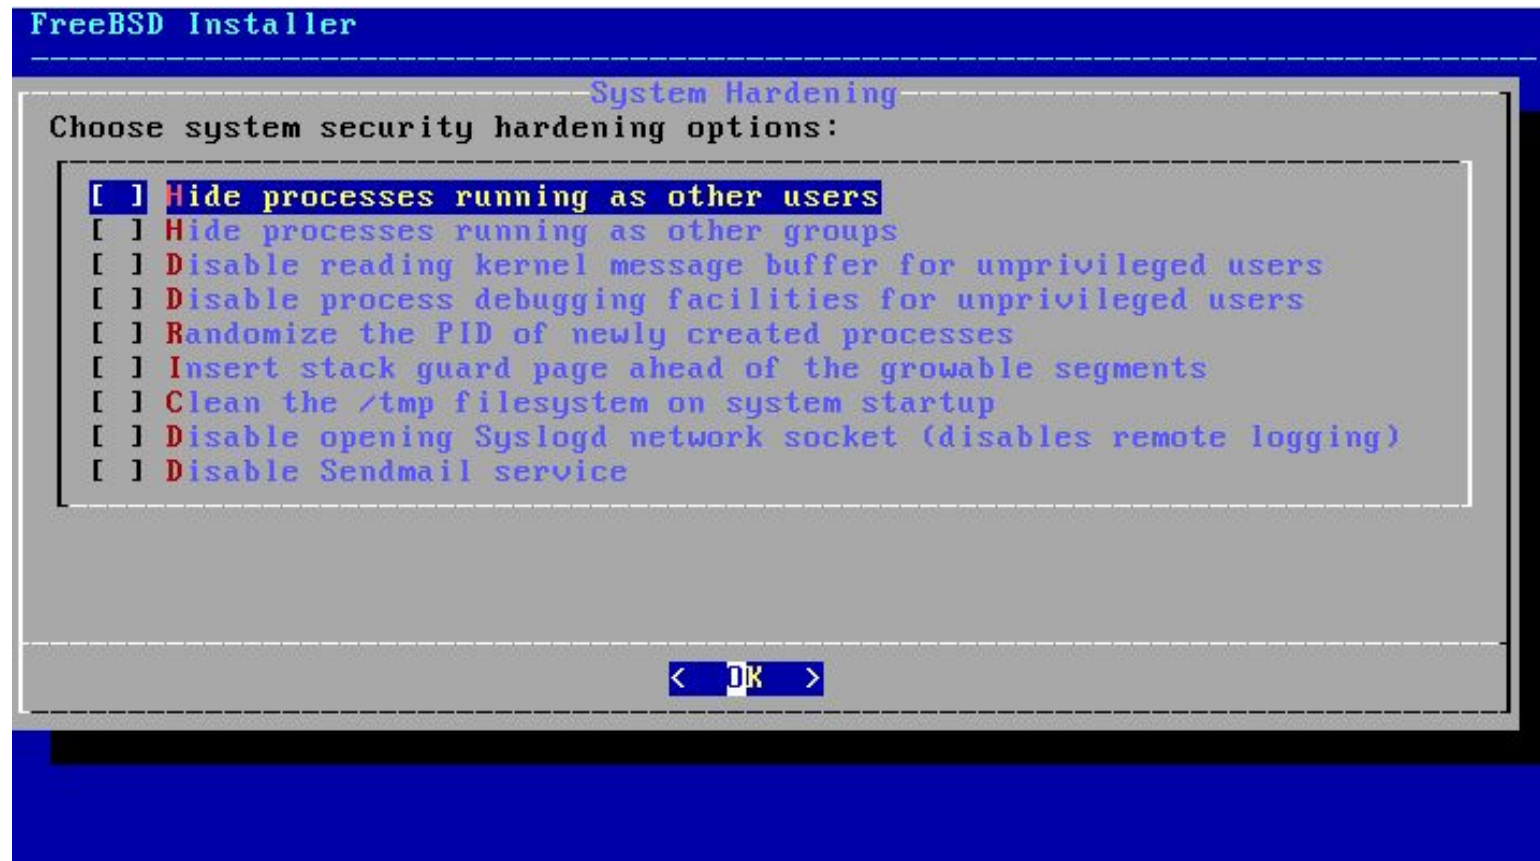 FreeBSD Installer
System Hardening
Choose system security hardening options:
[ ] Hide processes running as other users
[ ] Hide processes running as other groups
[ ] Disable reading kernel message buffer for unprivileged users
[ ] Disable process debugging facilities for unprivileged users
[ ] Randomize the PID of newly created processes
[ ] Insert stack guard page ahead of the growable segments
[ ] Clean the /tmp filesystem on system startup
[ ] Disable opening Syslogd network socket (disables remote logging)
[ ] Disable Sendmail service
< OK >